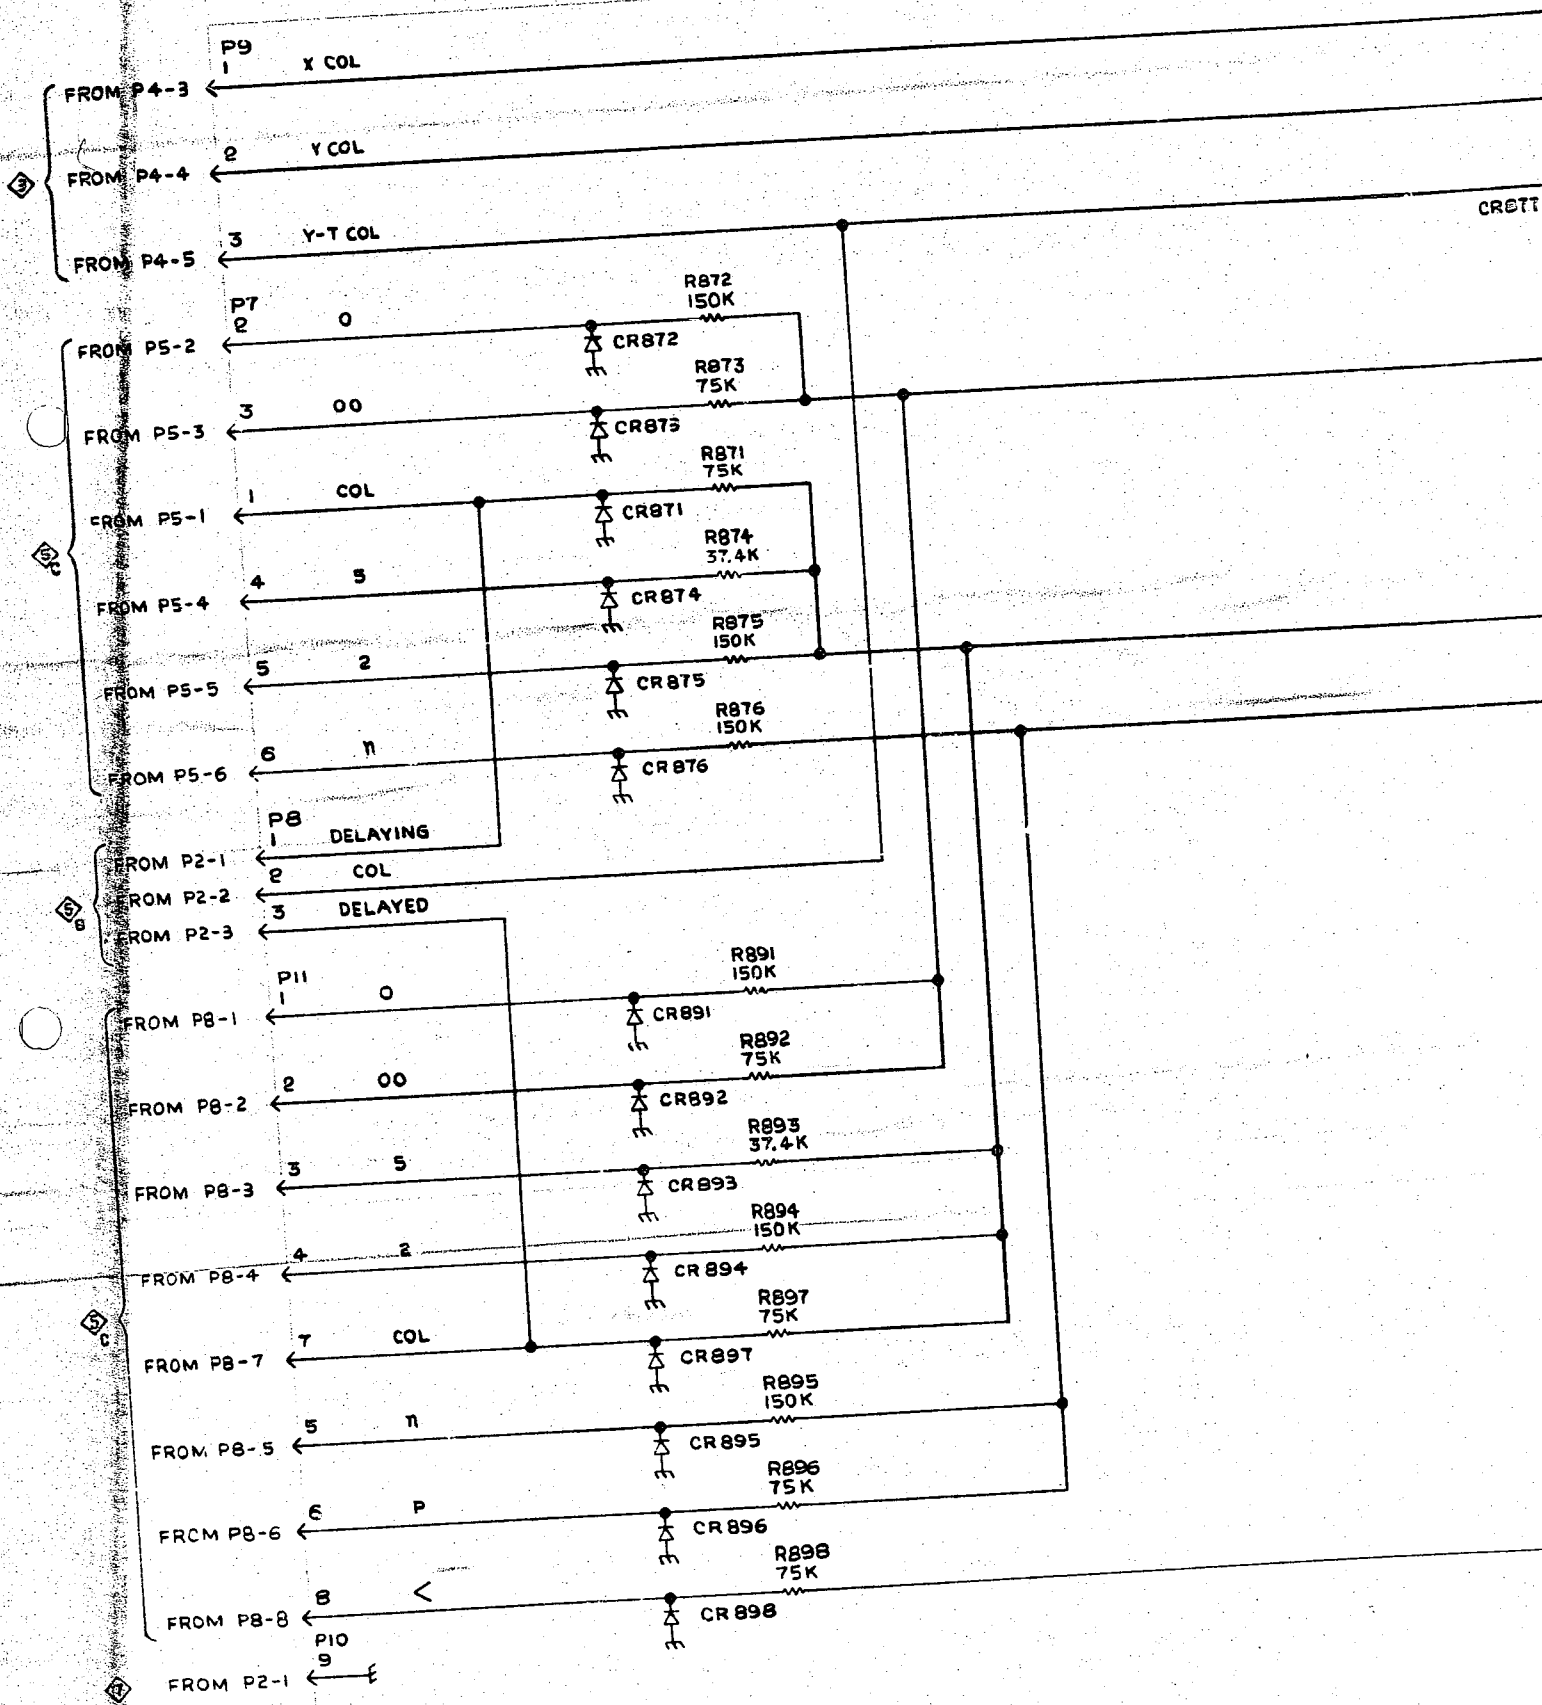 P9
1 X COL
FROM P4-3
2 Y COL
3 FROM P4-4
3 Y-T COL
FROM P4-5
CR877
P7
2 0
FROM P5-2
R872
150K
CR872
3 00
FROM P5-3
R873
75K
CR873
1 COL
FROM P5-1
R871
75K
CR871
5
C
4 5
FROM P5-4
R874
37.4K
CR874
5 2
FROM P5-5
R875
150K
CR875
6 n
FROM P5-6
R876
150K
CR876
P8
1 DELAYING
FROM P2-1
2 COL
FROM P2-2
5
B
3 DELAYED
FROM P2-3
P11
1 0
FROM P8-1
R891
150K
CR891
2 00
FROM P8-2
R892
75K
CR892
3 5
FROM P8-3
R893
37.4K
CR893
4 2
FROM P8-4
R894
150K
CR894
5
C
7 COL
FROM P8-7
R897
75K
CR897
5 n
FROM P8-5
R895
150K
CR895
6 P
FROM P8-6
R896
75K
CR896
8 <
FROM P8-8
R898
75K
CR898
P10
9
FROM P2-1